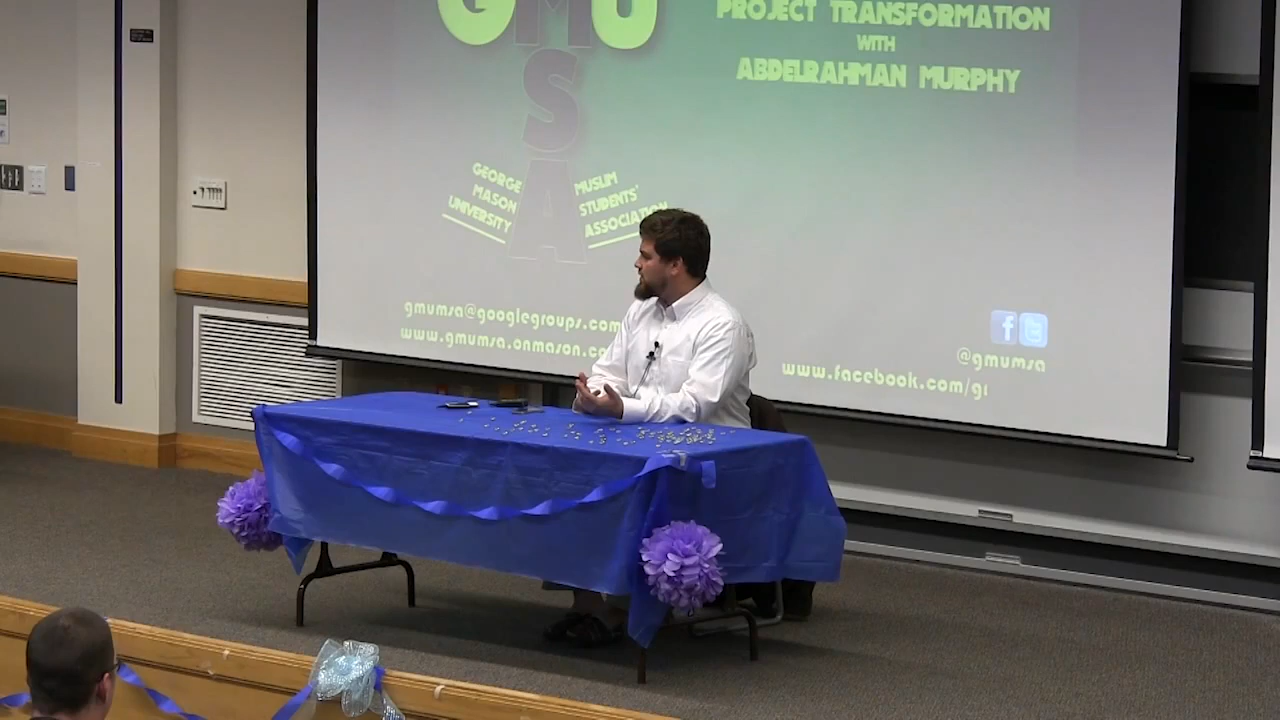 GMU
S
A
PROJECT TRANSFORMATION
WITH
ABDELRAHMAN MURPHY
GEORGE
MASON
UNIVERSITY
MUSLIM
STUDENTS'
ASSOCIATION
gmumsa@googlegroups.com
www.gmumsa.onmason.co
f t
@gmumsa
www.facebook.com/g